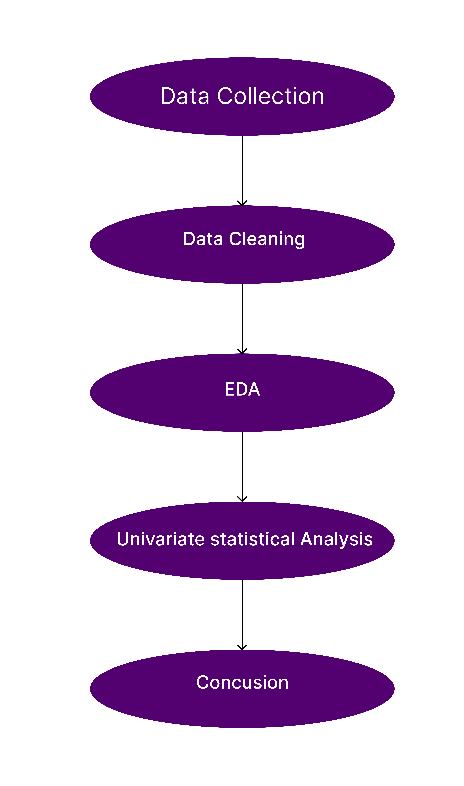 Data Collection
Data Cleaning
EDA
Univariate statistical Analysis
Concusion